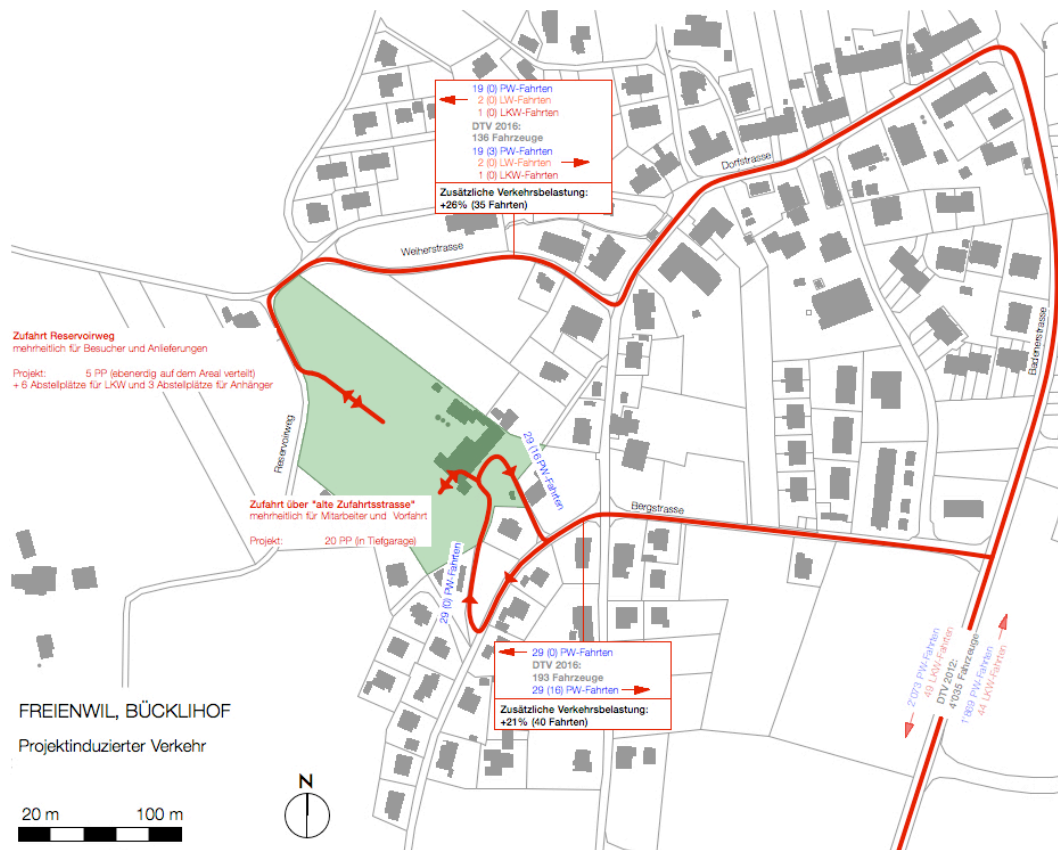 19 (0) PW-Fahrten
2 (0) LW-Fahrten
1 (0) LKW-Fahrten
DTV 2016:
136 Fahrzeuge
19 (3) PW-Fahrten
2 (0) LW-Fahrten
1 (0) LKW-Fahrten
Zusätzliche Verkehrsbelastung:
+26% (35 Fahrten)
Dorfstrasse
Weiherstrasse
Badenerstrasse
Zufahrt Reservoirweg
mehrheitlich für Besucher und Anlieferungen
Projekt: 5 PP (ebenerdig auf dem Areal verteilt)
+ 6 Abstellplätze für LKW und 3 Abstellplätze für Anhänger
Reservoirweg
29 (16 PW-Fahrten
Zufahrt über "alte Zufahrtsstrasse"
mehrheitlich für Mitarbeiter und Vorfahrt
Projekt: 20 PP (in Tiefgarage)
Bergstrasse
29 (0) PW-Fahrten
29 (0) PW-Fahrten
DTV 2016:
193 Fahrzeuge
29 (16) PW-Fahrten
Zusätzliche Verkehrsbelastung:
+21% (40 Fahrten)
2'073 PW-Fahrten
49 LKW-Fahrten
DTV 2012:
4'035 Fahrzeuge
1'869 PW-Fahrten
44 LKW-Fahrten
FREIENWIL, BÜCKLIHOF
Projektinduzierter Verkehr
N
20 m 100 m